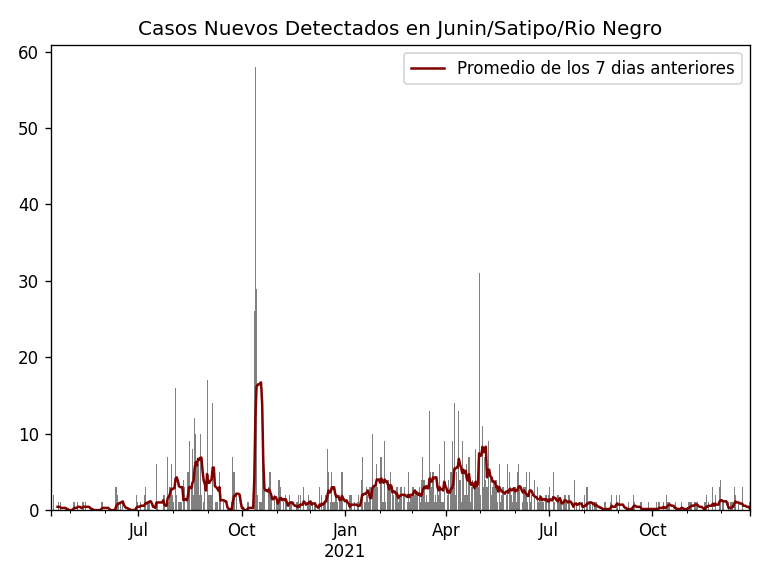 Casos Nuevos Detectados en Junin/Satipo/Rio Negro
Promedio de los 7 dias anteriores
60
50
40
30
20
10
0
Jul Oct Jan Apr Jul Oct
2021